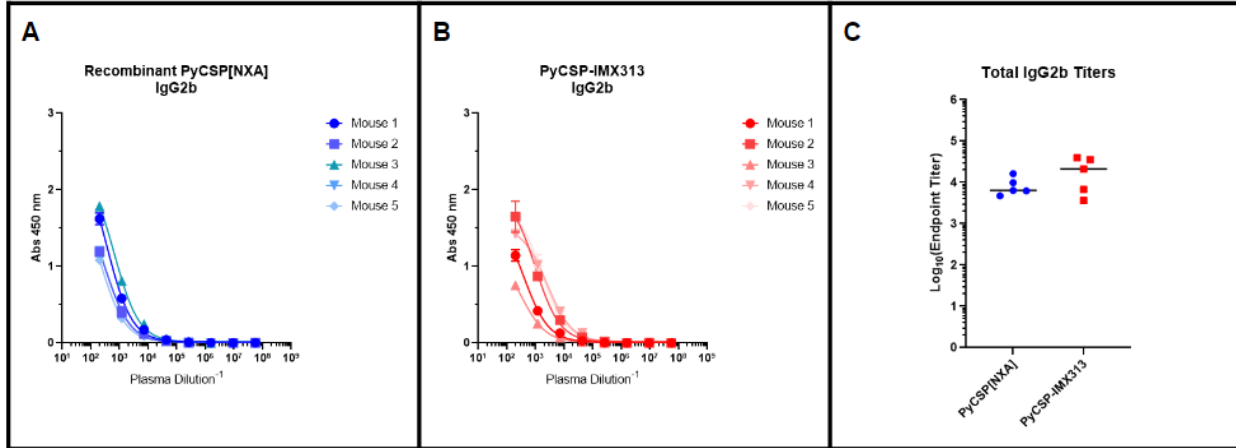 A
Recombinant PyCSP[NXA]
IgG2b
3
2
1
0
Abs 450 nm
10¹ 10² 10³ 10⁴ 10⁵ 10⁶ 10⁷ 10⁸ 10⁹
Plasma Dilution⁻¹
Mouse 1
Mouse 2
Mouse 3
Mouse 4
Mouse 5
B
PyCSP-IMX313
IgG2b
3
2
1
0
Abs 450 nm
10¹ 10² 10³ 10⁴ 10⁵ 10⁶ 10⁷ 10⁸ 10⁹
Plasma Dilution⁻¹
Mouse 1
Mouse 2
Mouse 3
Mouse 4
Mouse 5
C
Total IgG2b Titers
6
5
4
3
2
1
0
Log₁₀(Endpoint Titer)
PyCSP[NXA]
PyCSP-IMX313